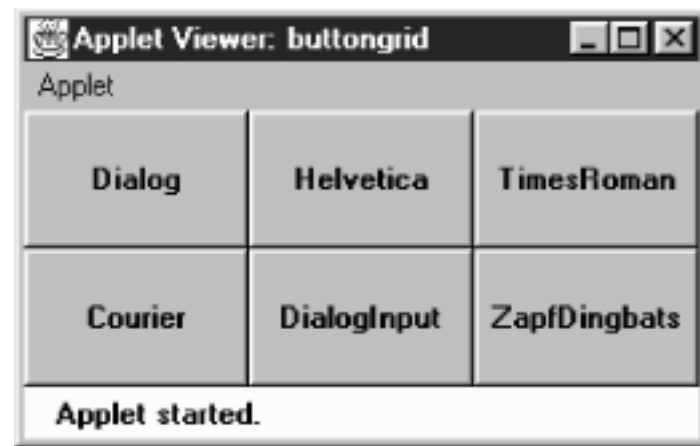 Applet Viewer: buttongrid
Applet
Dialog Helvetica TimesRoman
Courier DialogInput ZapfDingbats
Applet started.